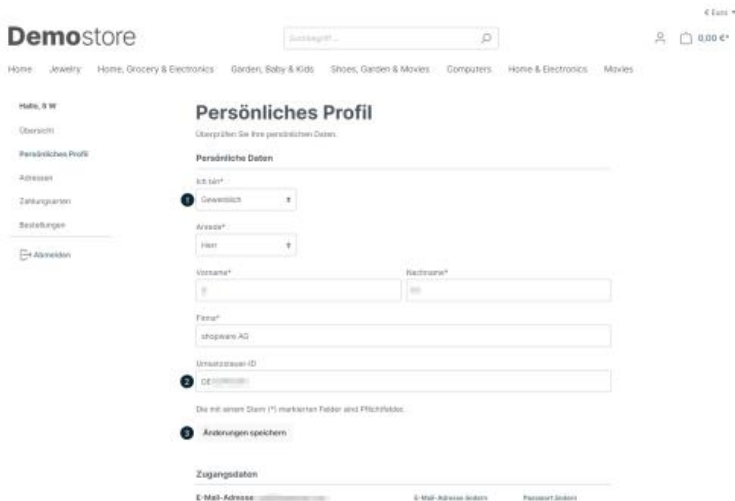 € Euro
Demostore
Suchbegriff ...
0,00 €*
Home Jewelry Home, Grocery & Electronics Garden, Baby & Kids Shoes, Garden & Movies Computers Home & Electronics Movies
Hallo, S W
Übersicht
Persönliches Profil
Adressen
Zahlungsarten
Bestellungen
Abmelden
Persönliches Profil
Überprüfen Sie Ihre persönlichen Daten.
Persönliche Daten
Ich bin*
1 Gewerblich
Anrede*
Herr
Vorname* Nachname*
Firma*
shopware AG
Umsatzsteuer-ID
2 DE
Die mit einem Stern (*) markierten Felder sind Pflichtfelder.
3 Änderungen speichern
Zugangsdaten
E-Mail-Adresse E-Mail-Adresse ändern Passwort ändern